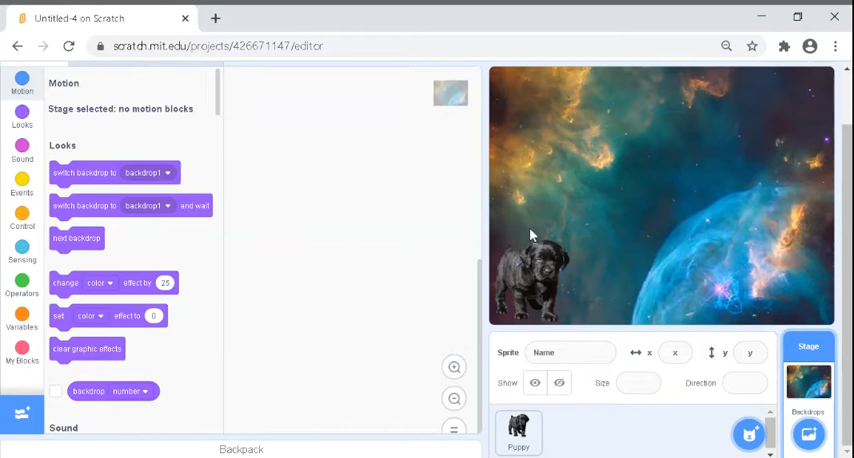 Untitled-4 on Scratch
scratch.mit.edu/projects/426671147/editor
Motion
Looks
Sound
Events
Control
Sensing
Operators
Variables
My Blocks
Motion
Stage selected: no motion blocks
Looks
switch backdrop to backdrop1
switch backdrop to backdrop1 and wait
next backdrop
change color effect by 25
set color effect to 0
clear graphic effects
backdrop number
Sound
Backpack
Sprite Name x x y y
Show Size Direction
Puppy
Stage
Backdrops